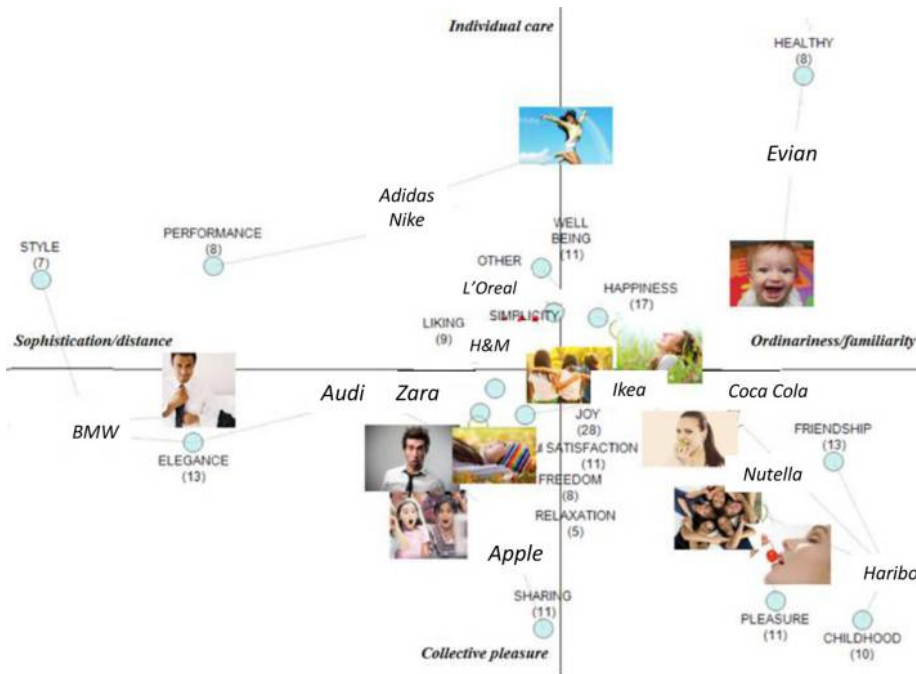 Individual care
HEALTHY
(8)
Evian
Adidas
Nike
STYLE
(7)
PERFORMANCE
(8)
WELL
BEING
(11)
OTHER
L'Oreal
HAPPINESS
(17)
LIKING
(9)
SIMPLICITY
Sophistication/distance
H&M
Ordinariness/familiarity
Audi
Zara
Ikea
Coca Cola
BMW
ELEGANCE
(13)
JOY
(28)
SATISFACTION
(11)
FRIENDSHIP
(13)
Nutella
FREEDOM
(8)
RELAXATION
(5)
Apple
Haribo
SHARING
(11)
PLEASURE
(11)
CHILDHOOD
(10)
Collective pleasure